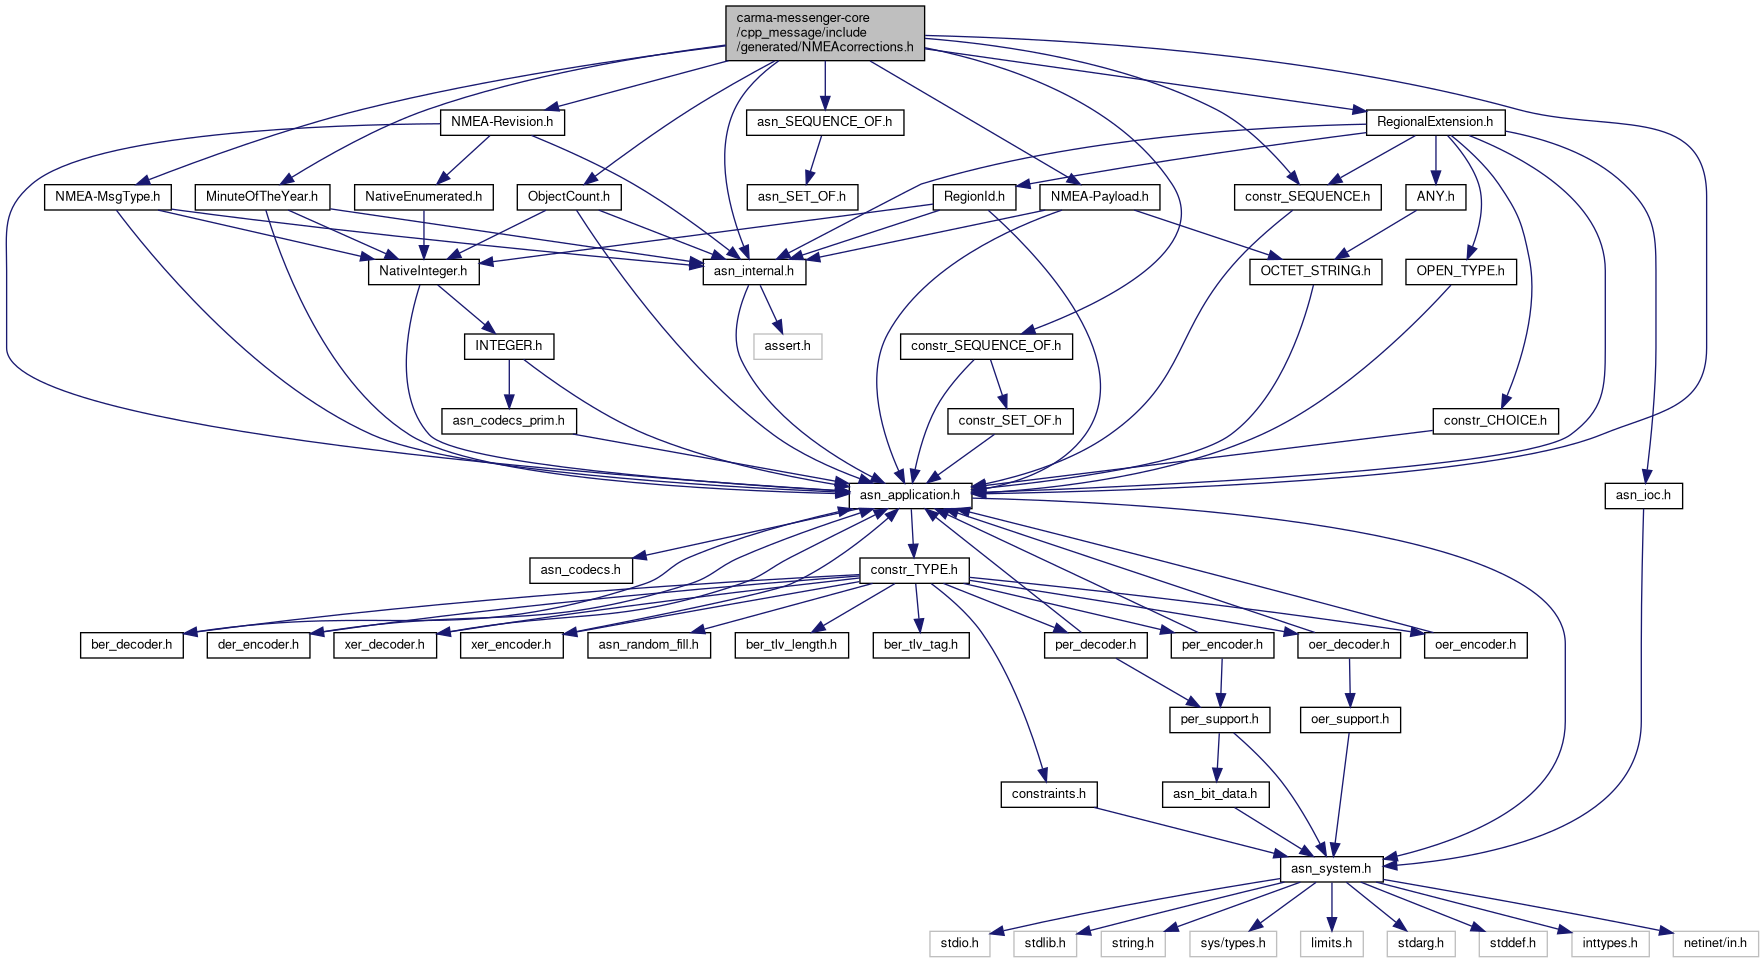 carma-messenger-core
/cpp_message/include
/generated/NMEAcorrections.h
NMEA-Revision.h
asn_SEQUENCE_OF.h
RegionalExtension.h
NMEA-MsgType.h
MinuteOfTheYear.h
NativeEnumerated.h
ObjectCount.h
asn_SET_OF.h
RegionId.h
NMEA-Payload.h
constr_SEQUENCE.h
ANY.h
NativeInteger.h
asn_internal.h
OCTET_STRING.h
OPEN_TYPE.h
INTEGER.h
assert.h
constr_SEQUENCE_OF.h
asn_codecs_prim.h
constr_SET_OF.h
constr_CHOICE.h
asn_application.h
asn_ioc.h
asn_codecs.h
constr_TYPE.h
ber_decoder.h
der_encoder.h
xer_decoder.h
xer_encoder.h
asn_random_fill.h
ber_tlv_length.h
ber_tlv_tag.h
per_decoder.h
per_encoder.h
oer_decoder.h
oer_encoder.h
per_support.h
oer_support.h
constraints.h
asn_bit_data.h
asn_system.h
stdio.h
stdlib.h
string.h
sys/types.h
limits.h
stdarg.h
stddef.h
inttypes.h
netinet/in.h